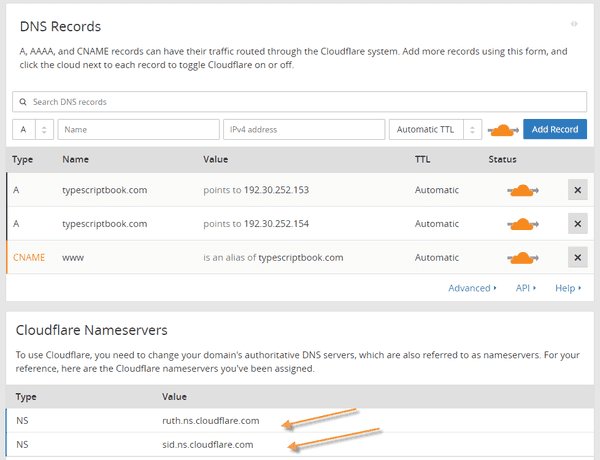 DNS Records
A, AAAA, and CNAME records can have their traffic routed through the Cloudflare system. Add more records using this form, and
click the cloud next to each record to toggle Cloudflare on or off.
Search DNS records
A Name IPv4 address Automatic TTL Add Record
Type Name Value TTL Status
A typescriptbook.com points to 192.30.252.153 Automatic
A typescriptbook.com points to 192.30.252.154 Automatic
CNAME www is an alias of typescriptbook.com Automatic
Advanced API Help
Cloudflare Nameservers
To use Cloudflare, you need to change your domain's authoritative DNS servers, which are also referred to as nameservers. For your
reference, here are the Cloudflare nameservers you've been assigned.
Type Value
NS ruth.ns.cloudflare.com
NS sid.ns.cloudflare.com